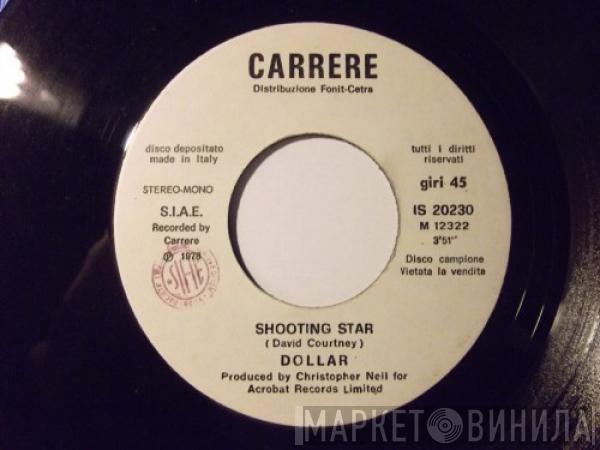 CARRERE
Distribuzione Fonit-Cetra
disco depositato
made in Italy
tutti i diritti
riservati
STEREO-MONO
giri 45
S.I.A.E.
Recorded by
Carrere
℗ 1978
IS 20230
M 12322
3'51"
Disco campione
Vietata la vendita
SIAE
SHOOTING STAR
(David Courtney)
DOLLAR
Produced by Christopher Neil for
Acrobat Records Limited
МАРКЕТ ВИНИЛА